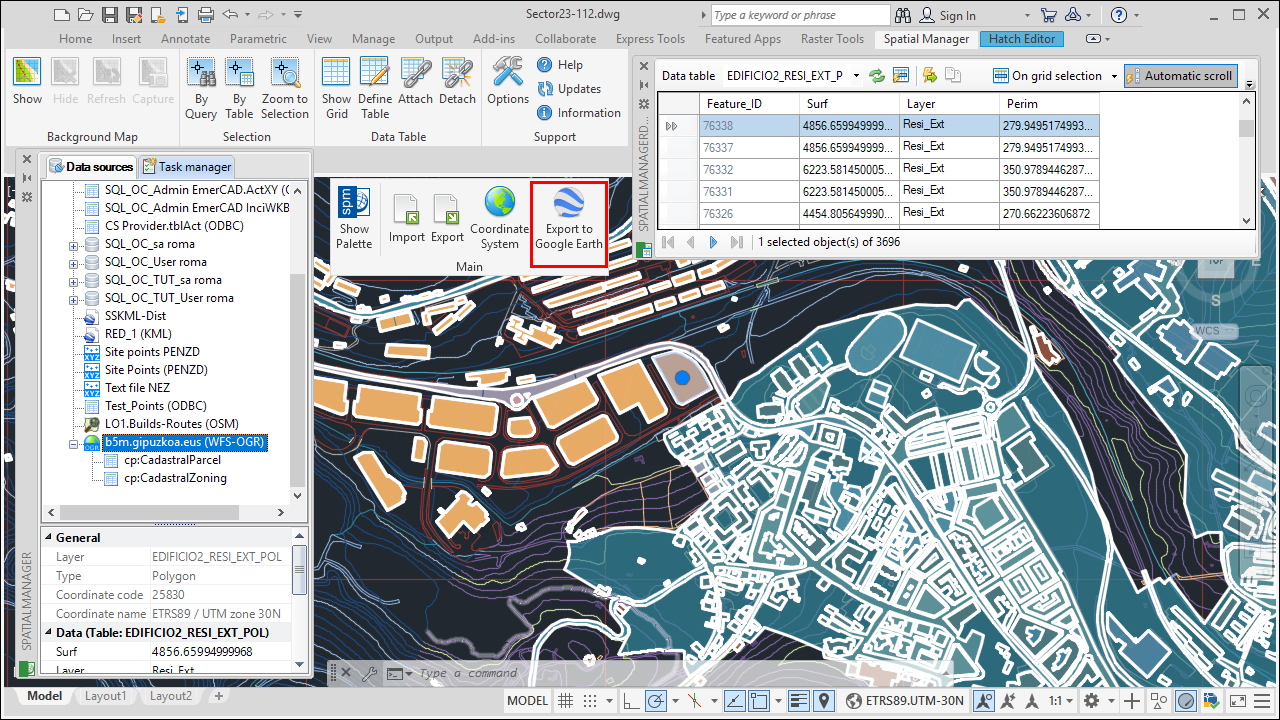 Sector23-112.dwg
Type a keyword or phrase
Sign In
Home Insert Annotate Parametric View Manage Output Add-ins Collaborate Express Tools Featured Apps Raster Tools Spatial Manager Hatch Editor
Show Hide Refresh Capture
Background Map
By Query
By Table
Zoom to Selection
Selection
Show Grid
Define Table
Attach
Detach
Data Table
Options
Help
Updates
Information
Support
Data table EDIFICIO2_RESI_EXT_P On grid selection Automatic scroll
Feature_ID Surf Layer Perim
76338 4856.659949999... Resi_Ext 279.9495174993...
76337 4856.659949999... Resi_Ext 279.9495174993...
76332 6223.581450005... Resi_Ext 350.9789446287...
76331 6223.581450005... Resi_Ext 350.9789446287...
76326 4454.805649990... Resi_Ext 270.66223606872
1 selected object(s) of 3696
SPATIALMANAGERD...
Data sources Task manager
SQL_OC_Admin EmerCAD.ActXY (O
SQL_OC_Admin EmerCAD InciWKB
CS Provider.tblAct (ODBC)
SQL_OC_sa roma
SQL_OC_User roma
SQL_OC_TUT_sa roma
SQL_OC_TUT_User roma
SSKML-Dist
RED_1 (KML)
Site points PENZD
Site Points (PENZD)
Text file NEZ
Test_Points (ODBC)
LO1.Builds-Routes (OSM)
b5m.gipuzkoa.eus (WFS-OGR)
cp:CadastralParcel
cp:CadastralZoning
General
Layer EDIFICIO2_RESI_EXT_POL
Type Polygon
Coordinate code 25830
Coordinate name ETRS89 / UTM zone 30N
Data (Table: EDIFICIO2_RESI_EXT_POL)
Surf 4856.65994999968
Layer Resi_Ext
SPATIALMANAGER
spm
Show Palette
Import
Export
Coordinate System
Export to Google Earth
Main
TOP
S
WCS
Type a command
Model Layout1 Layout2 +
MODEL ETRS89.UTM-30N 1:1